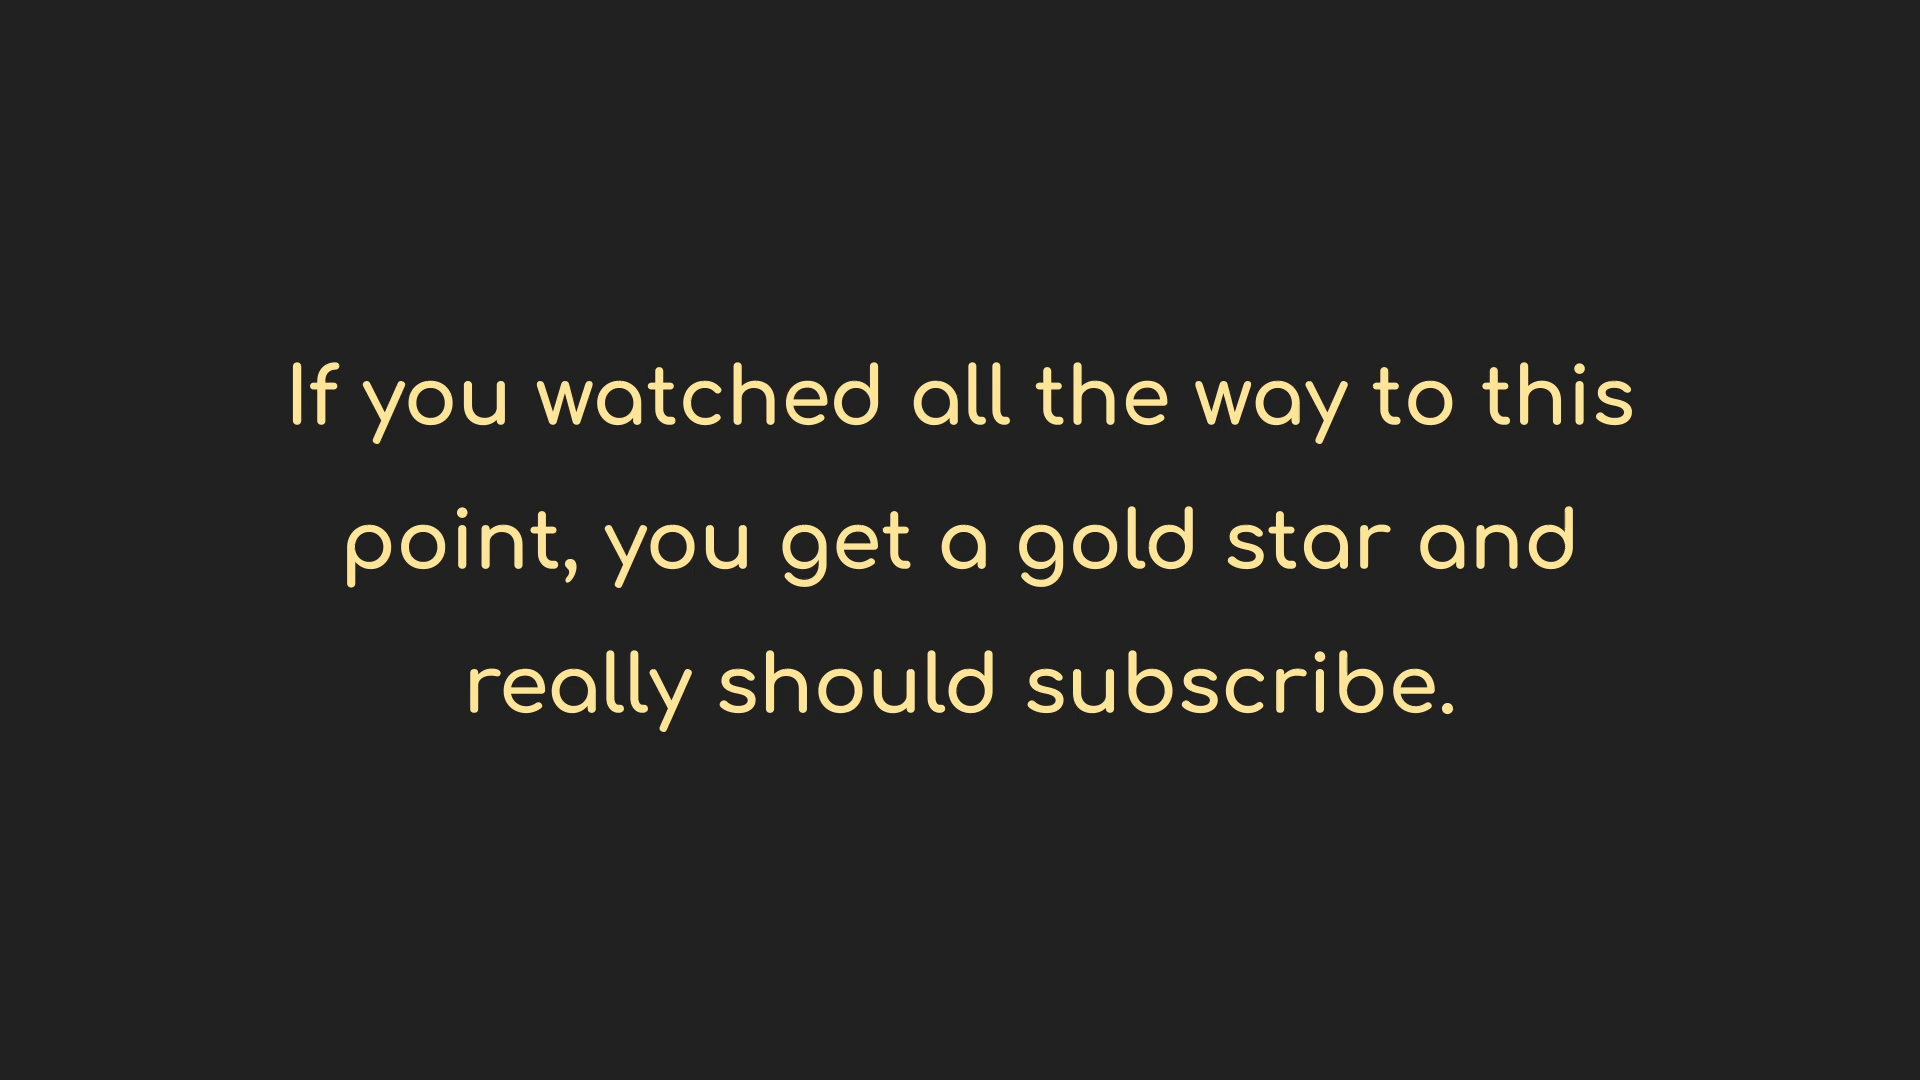 If you watched all the way to this
point, you get a gold star and
really should subscribe.